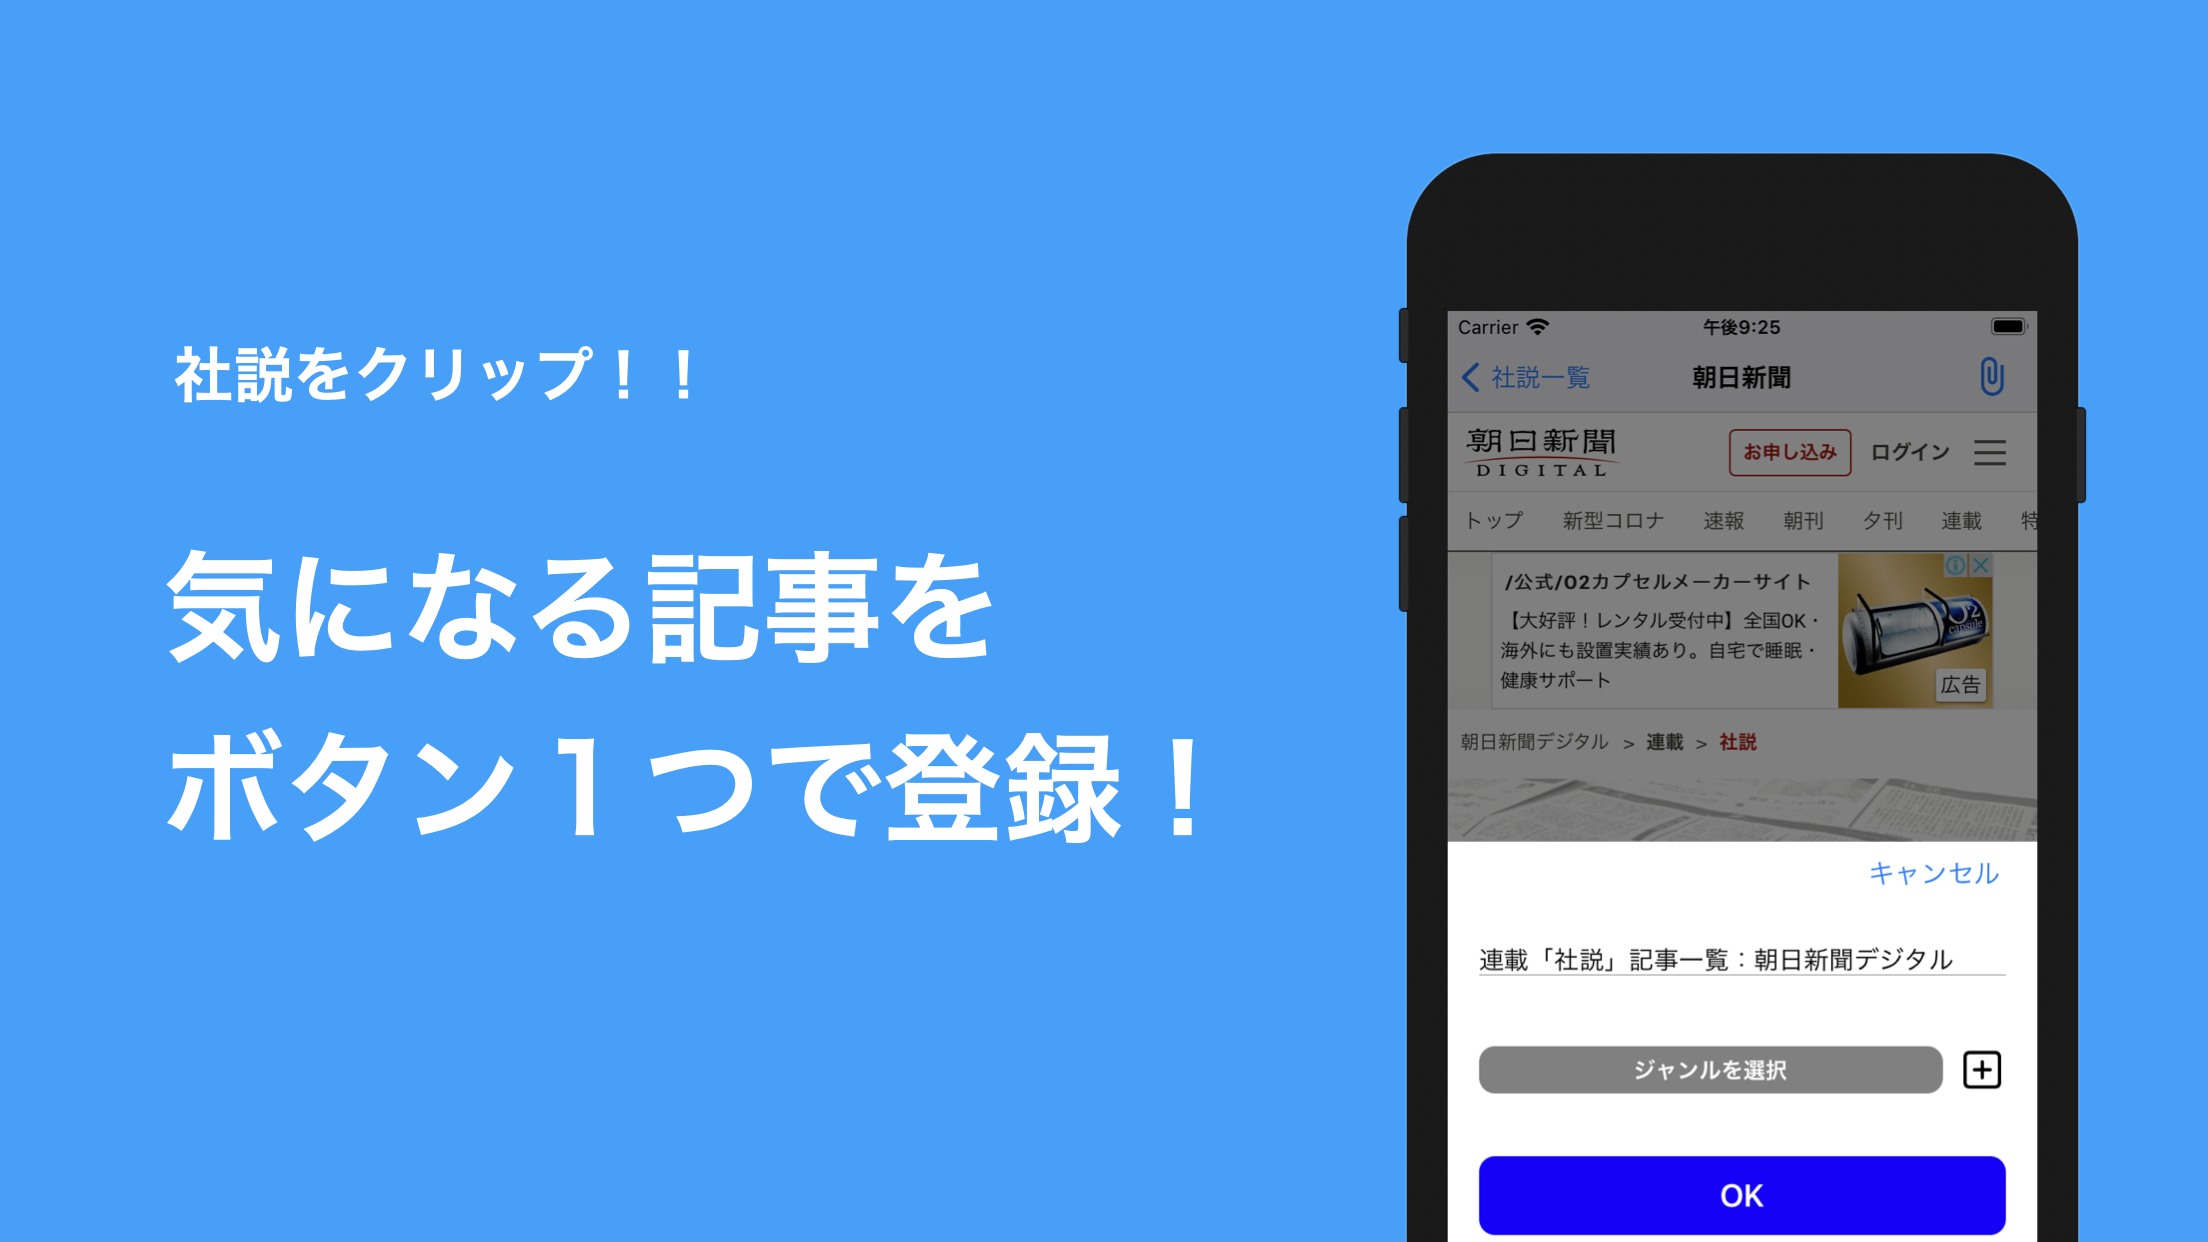 社説をクリップ！！
気になる記事を
ボタン１つで登録！
Carrier 午後9:25
社説一覧 朝日新聞
朝日新聞
DIGITAL
お申し込み ログイン
トップ 新型コロナ 速報 朝刊 夕刊 連載 特
/公式/O2カプセルメーカーサイト
【大好評！レンタル受付中】全国OK・
海外にも設置実績あり。自宅で睡眠・
健康サポート
O2
capsule
広告
朝日新聞デジタル > 連載 > 社説
キャンセル
連載「社説」記事一覧：朝日新聞デジタル
ジャンルを選択
OK